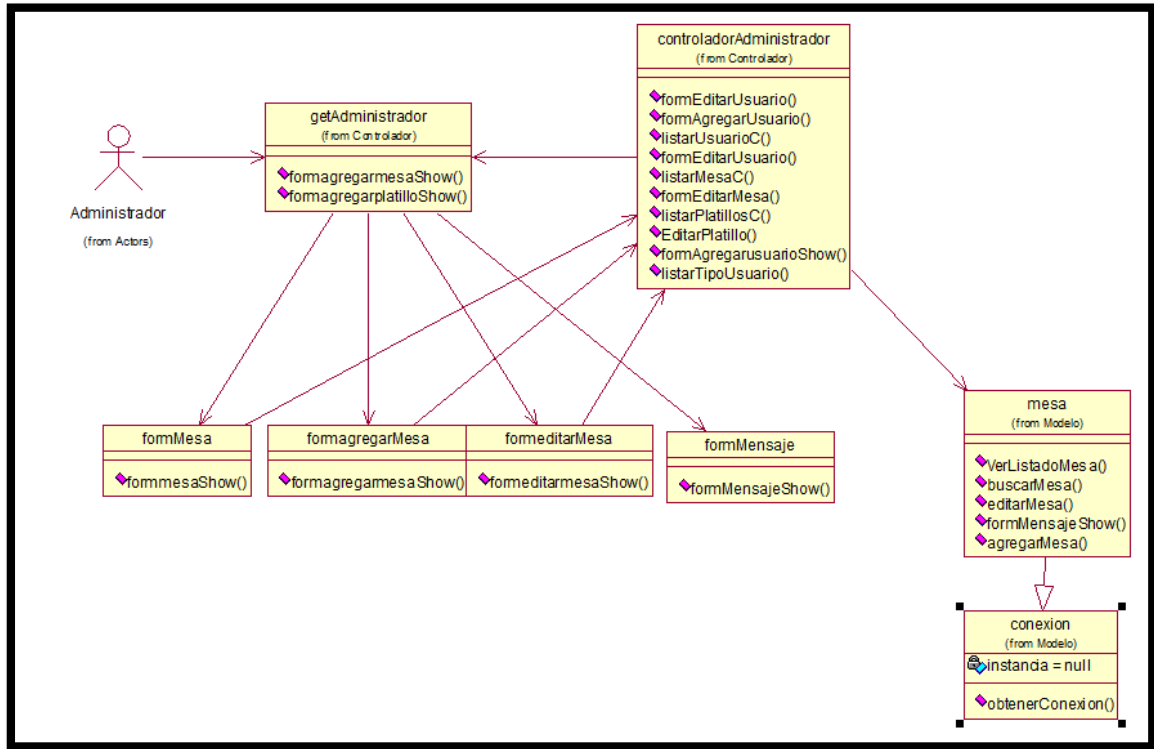 Administrador
(from Actors)
getAdministrador
(from Controlador)
formagregarmesaShow()
formagregarplatilloShow()
controladorAdministrador
(from Controlador)
formEditarUsuario()
formAgregarUsuario()
listarUsuarioC()
formEditarUsuario()
listarMesaC()
formEditarMesa()
listarPlatillosC()
EditarPlatillo()
formAgregarusuarioShow()
listarTipoUsuario()
formMesa
formmesaShow()
formagregarMesa
formagregarmesaShow()
formeditarMesa
formeditarmesaShow()
formMensaje
formMensajeShow()
mesa
(from Modelo)
VerListadoMesa()
buscarMesa()
editarMesa()
formMensajeShow()
agregarMesa()
conexion
(from Modelo)
instancia = null
obtenerConexion()